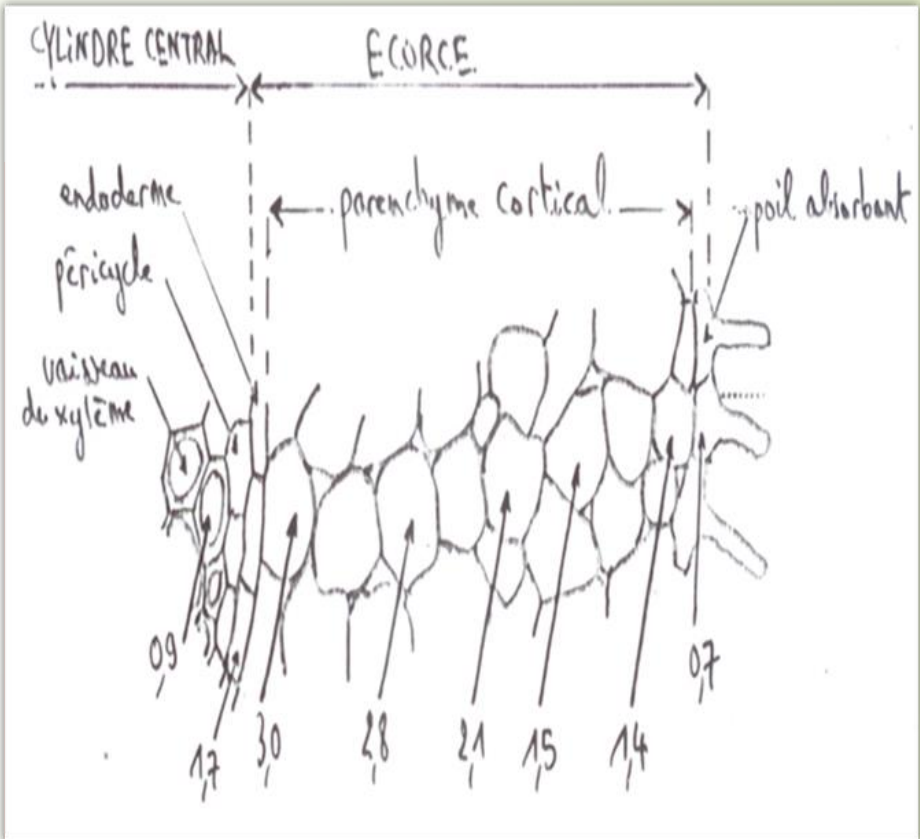 CYLINDRE CENTRAL
ECORCE
endoderme
parenchyme cortical
poil absorbant
péricycle
vaisseau
du xylème
0,9
1,7
3,0
2,8
2,1
1,5
1,4
0,7